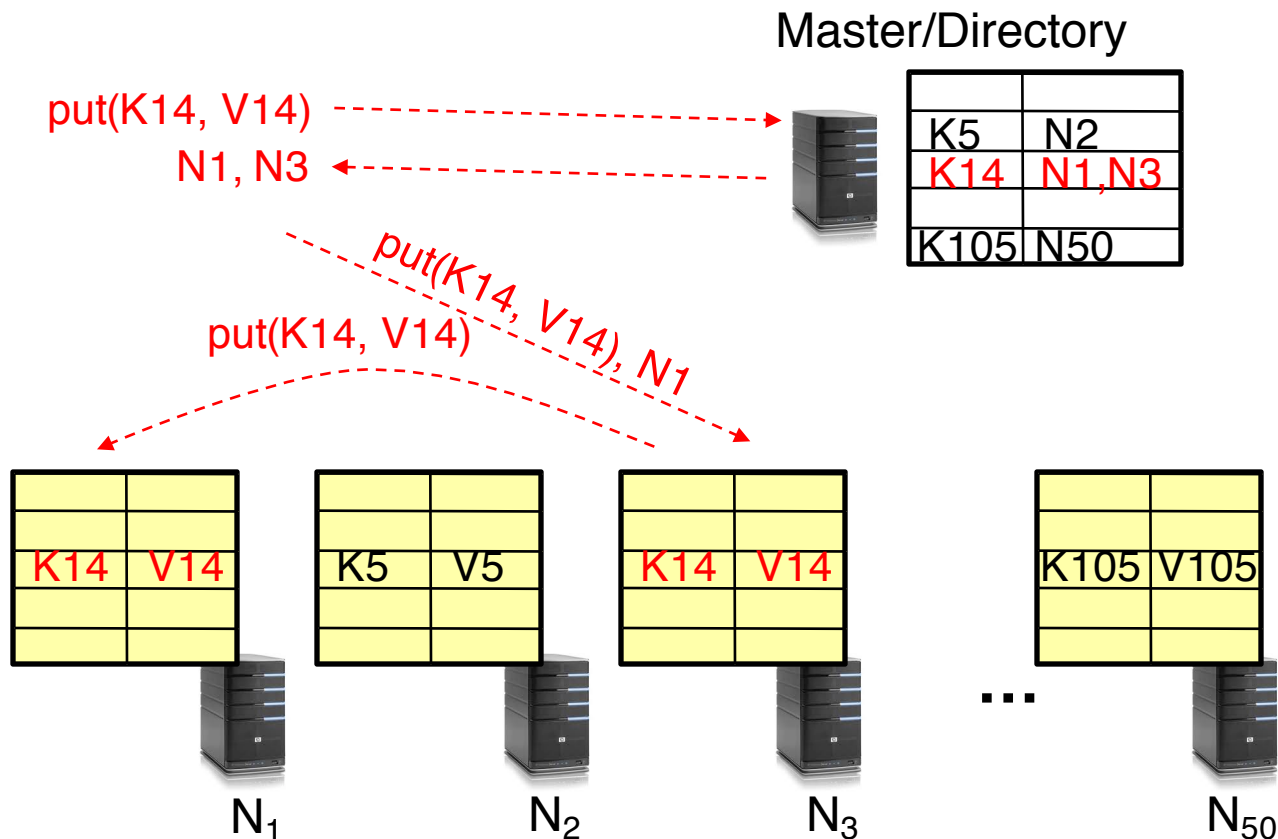 Master/Directory
put(K14, V14)
N1, N3
K5 N2
K14 N1,N3
K105 N50
put(K14, V14), N1
put(K14, V14)
K14 V14
K5 V5
K14 V14
K105 V105
...
N1
N2
N3
N50